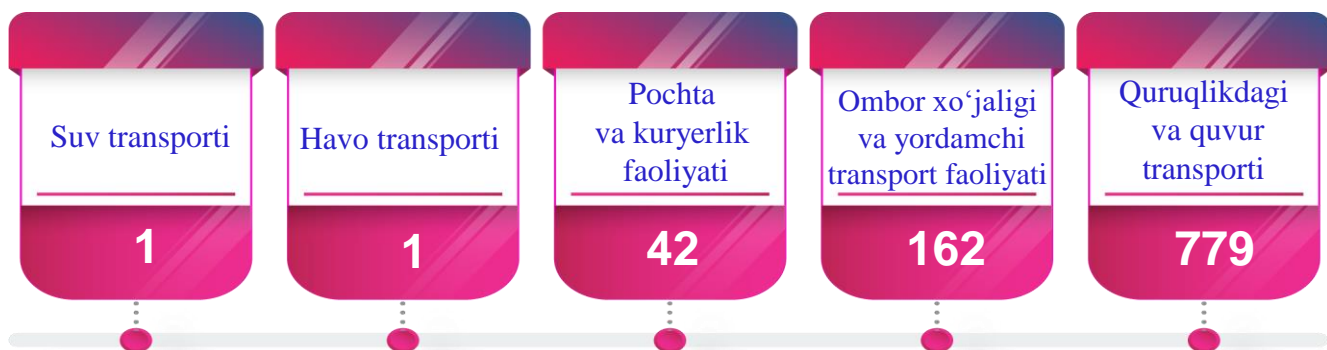 Suv transporti
1
Havo transporti
1
Pochta
va kuryerlik
faoliyati
42
Ombor xo‘jaligi
va yordamchi
transport faoliyati
162
Quruqlikdagi
va quvur
transporti
779